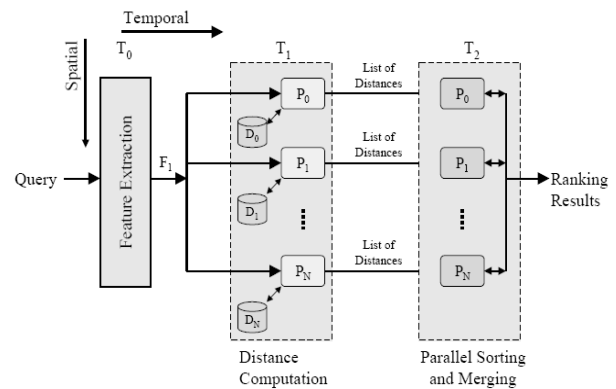 Temporal
Spatial
T0
T1
T2
Feature Extraction
Query
F1
P0
D0
P1
D1
PN
DN
List of
Distances
List of
Distances
List of
Distances
P0
P1
PN
Ranking
Results
Distance
Computation
Parallel Sorting
and Merging